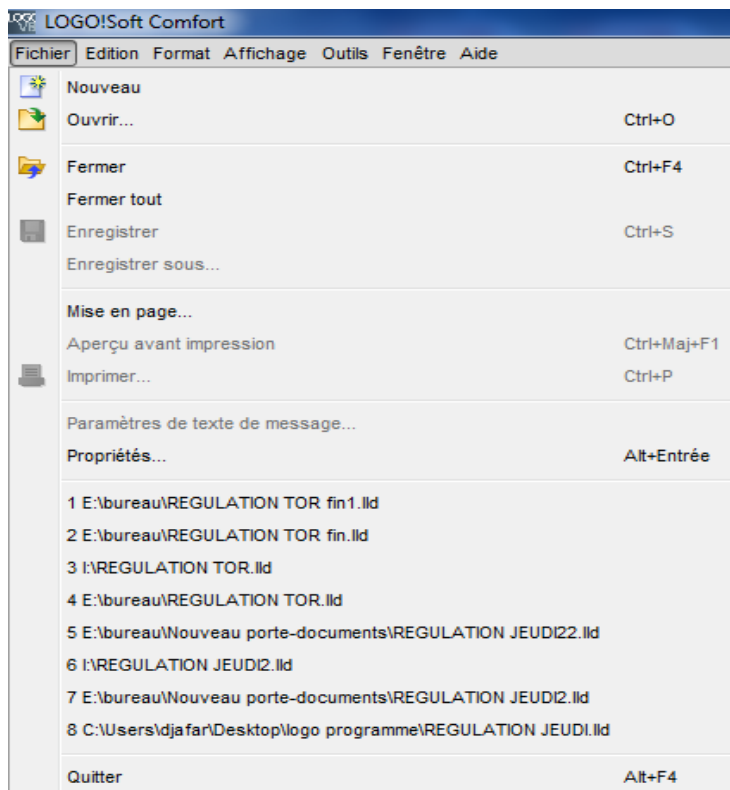 LOGO!Soft Comfort
Fichier Edition Format Affichage Outils Fenêtre Aide
Nouveau
Ouvrir... Ctrl+O
Fermer Ctrl+F4
Fermer tout
Enregistrer Ctrl+S
Enregistrer sous...
Mise en page...
Aperçu avant impression Ctrl+Maj+F1
Imprimer... Ctrl+P
Paramètres de texte de message...
Propriétés... Alt+Entrée
1 E:\bureau\REGULATION TOR fin1.lld
2 E:\bureau\REGULATION TOR fin.lld
3 I:\REGULATION TOR.lld
4 E:\bureau\REGULATION TOR.lld
5 E:\bureau\Nouveau porte-documents\REGULATION JEUDI22.lld
6 I:\REGULATION JEUDI2.lld
7 E:\bureau\Nouveau porte-documents\REGULATION JEUDI2.lld
8 C:\Users\djafar\Desktop\logo programme\REGULATION JEUDI.lld
Quitter Alt+F4